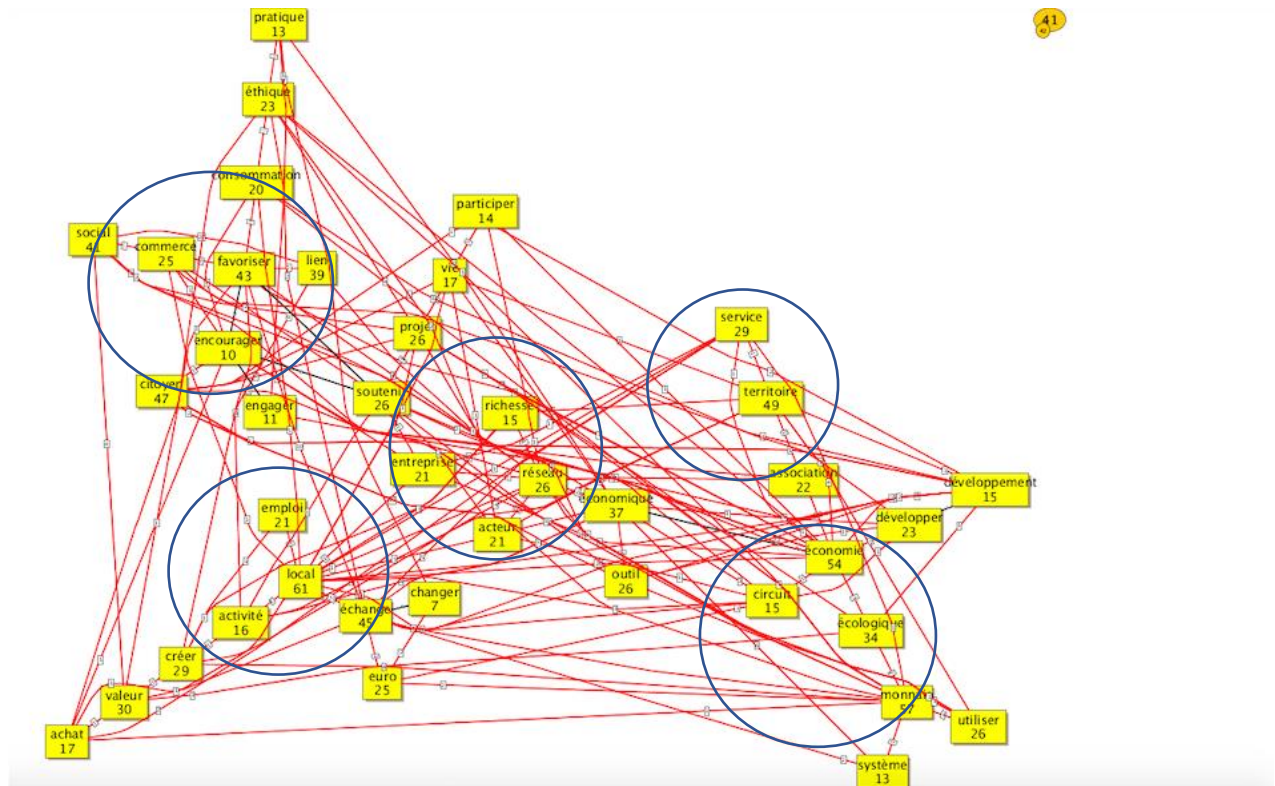 pratique
13
41
42
éthique
23
consommation
20
participer
14
social
41
commerce
25
favoriser
43
lien
39
vie
17
service
29
projet
26
encourager
10
citoyen
47
engager
11
soutenir
26
richesse
15
territoire
49
entreprise
21
réseau
26
économique
37
association
22
développement
15
emploi
21
acteur
21
développer
23
économie
54
local
61
outil
26
changer
7
circuit
15
activité
16
échange
45
écologique
34
créer
29
euro
25
valeur
30
monnaie
57
utiliser
26
achat
17
système
13